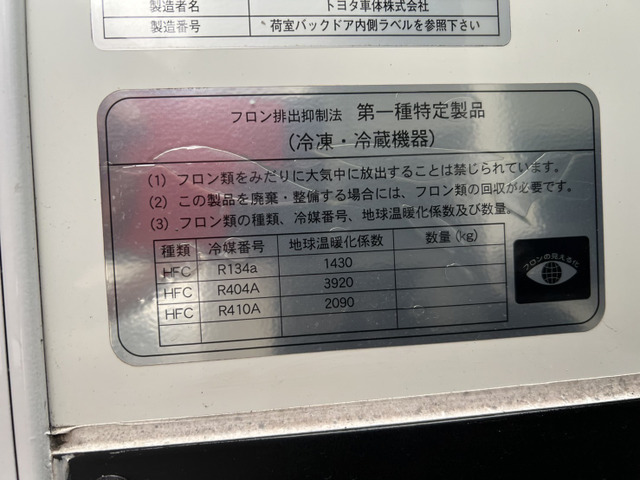 製造者名 トヨタ車体株式会社
製造番号 荷室バックドア内側ラベルを参照下さい
フロン排出抑制法 第一種特定製品
(冷凍・冷蔵機器)
(1) フロン類をみだりに大気中に放出することは禁じられています。
(2) この製品を廃棄・整備する場合には、フロン類の回収が必要です。
(3) フロン類の種類、冷媒番号、地球温暖化係数及び数量。
種類 冷媒番号 地球温暖化係数 数量(kg)
HFC R134a 1430
HFC R404A 3920
HFC R410A 2090
フロンの見える化